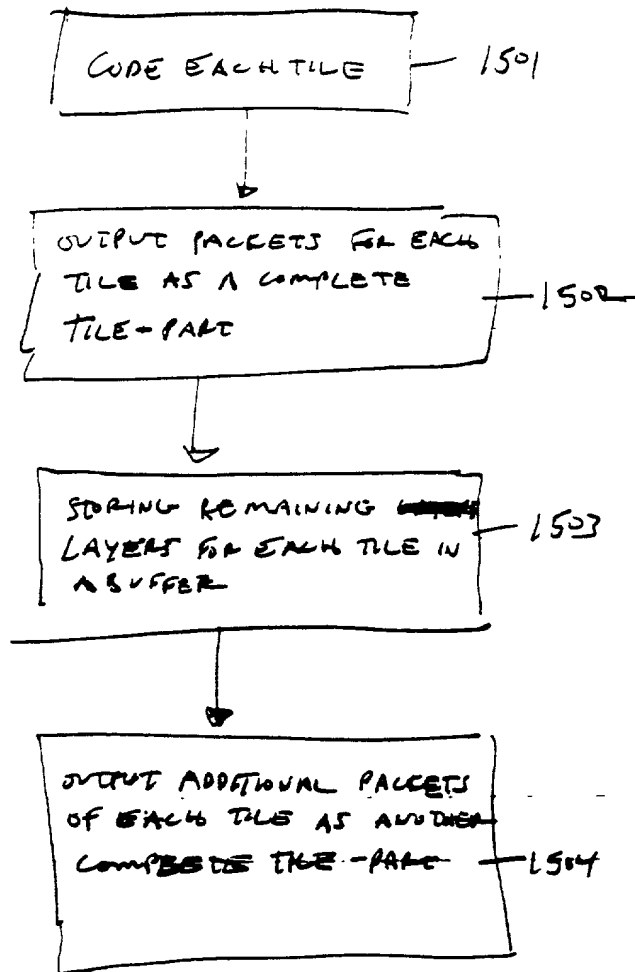 CODE EACH TILE
1501
OUTPUT PACKETS FOR EACH
TILE AS A COMPLETE
TILE-PART
1502
STORING REMAINING
LAYERS FOR EACH TILE IN
A BUFFER
1503
OUTPUT ADDITIONAL PACKETS
OF EACH TILE AS ANOTHER
COMPLETE TILE-PART
1504